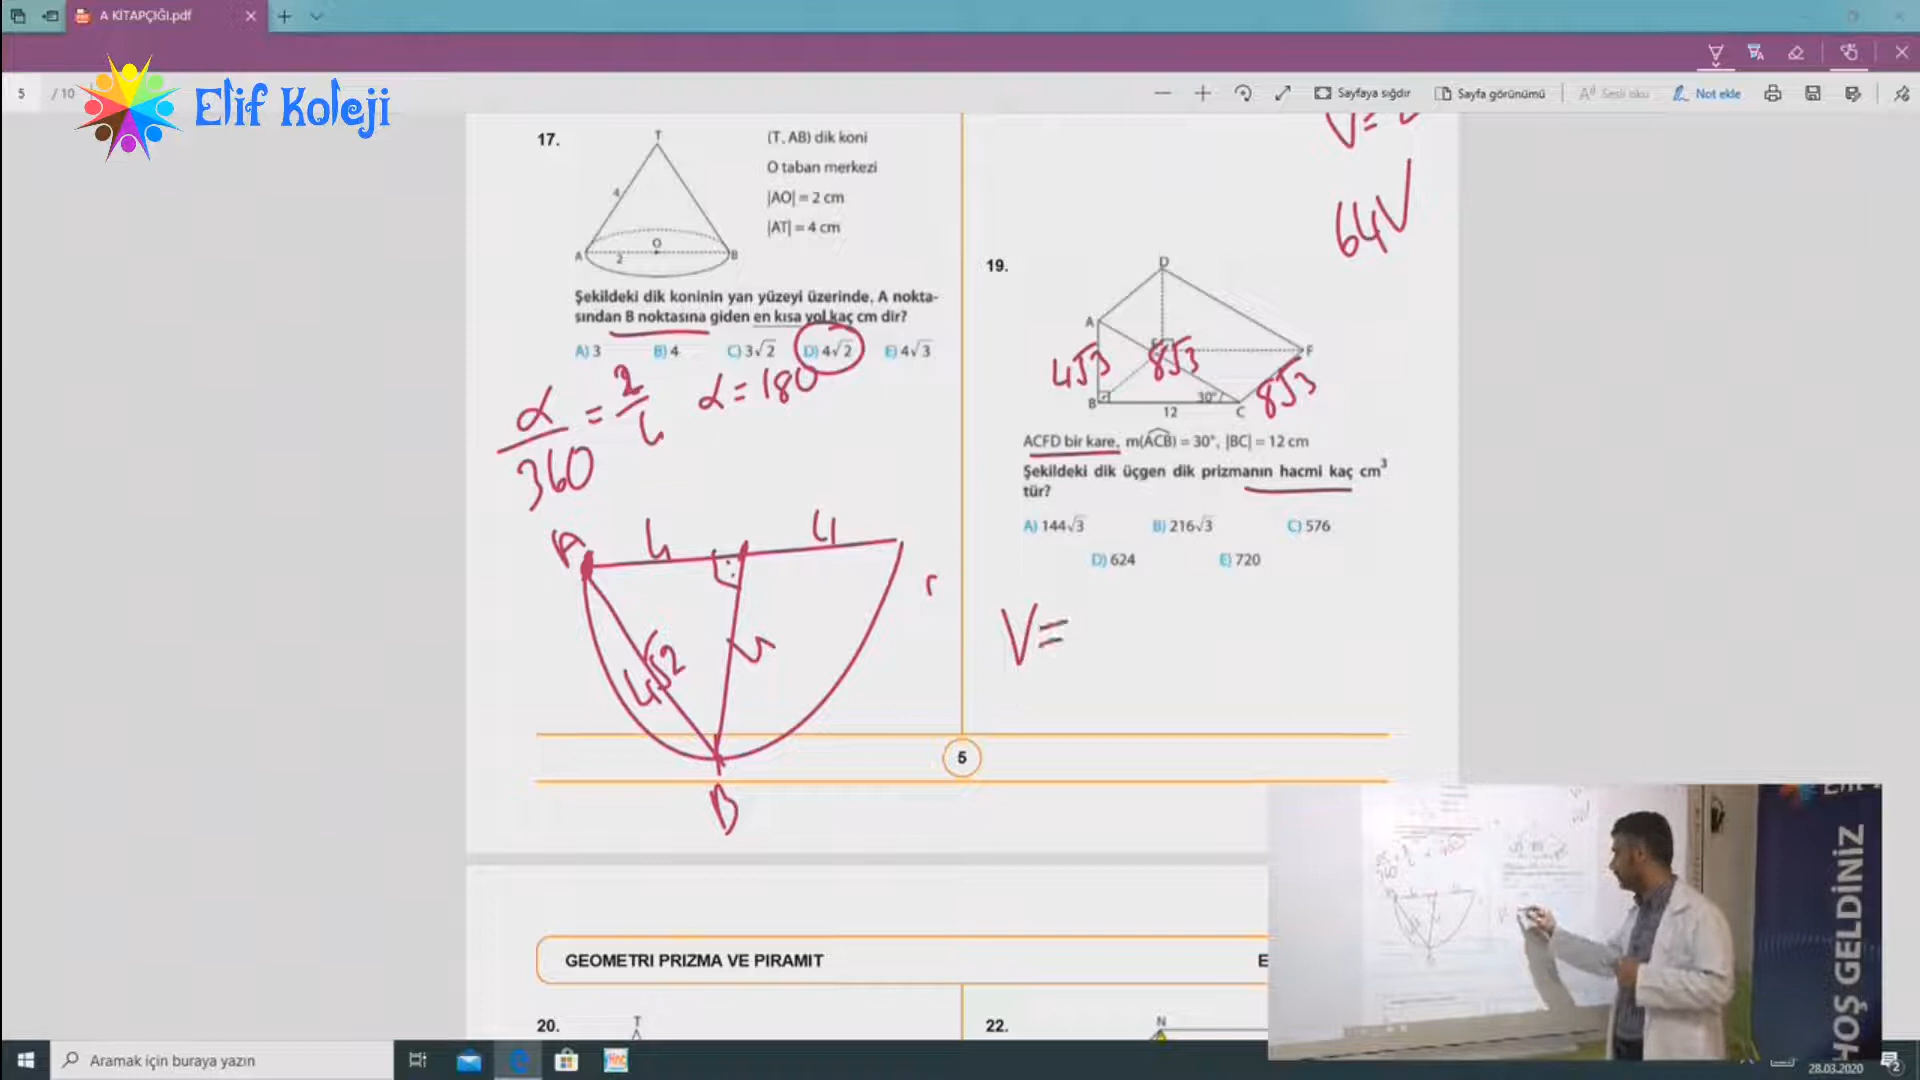 A KİTAPÇIĞI.pdf
5 / 10
Elif Koleji
Sayfaya sığdır
Sayfa görünümü
Sesli oku
Not ekle
17.
T
4
A
2
O
B
(T, AB) dik koni
O taban merkezi
|AO| = 2 cm
|AT| = 4 cm
Şekildeki dik koninin yan yüzeyi üzerinde, A nokta-
sından B noktasına giden en kısa yol kaç cm dir?
A) 3 B) 4 C) 3√2 D) 4√2 E) 4√3
α/360 = 2/4 α = 180
A
4
4
4
4√2
B
V=
64V
19.
D
A
F
B
C
12
30°
4√3
8√3
8√3
ACFD bir kare, m(ACB) = 30°, |BC| = 12 cm
Şekildeki dik üçgen dik prizmanın hacmi kaç cm³
tür?
A) 144√3 B) 216√3 C) 576
D) 624 E) 720
V=
5
GEOMETRI PRIZMA VE PIRAMIT
E
20.
T
22.
N
HOŞ GELDİNİZ
Aramak için buraya yazın
28.03.2020
2